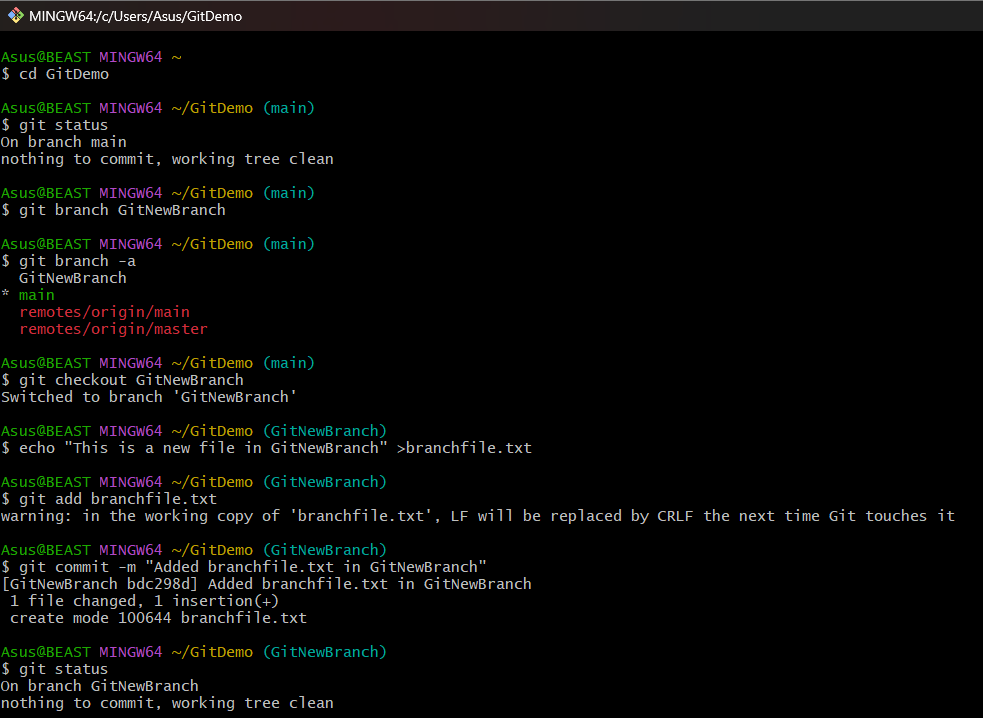 MINGW64:/c/Users/Asus/GitDemo
Asus@BEAST MINGW64 ~
$ cd GitDemo
Asus@BEAST MINGW64 ~/GitDemo (main)
$ git status
On branch main
nothing to commit, working tree clean
Asus@BEAST MINGW64 ~/GitDemo (main)
$ git branch GitNewBranch
Asus@BEAST MINGW64 ~/GitDemo (main)
$ git branch -a
  GitNewBranch
* main
  remotes/origin/main
  remotes/origin/master
Asus@BEAST MINGW64 ~/GitDemo (main)
$ git checkout GitNewBranch
Switched to branch 'GitNewBranch'
Asus@BEAST MINGW64 ~/GitDemo (GitNewBranch)
$ echo "This is a new file in GitNewBranch" >branchfile.txt
Asus@BEAST MINGW64 ~/GitDemo (GitNewBranch)
$ git add branchfile.txt
warning: in the working copy of 'branchfile.txt', LF will be replaced by CRLF the next time Git touches it
Asus@BEAST MINGW64 ~/GitDemo (GitNewBranch)
$ git commit -m "Added branchfile.txt in GitNewBranch"
[GitNewBranch bdc298d] Added branchfile.txt in GitNewBranch
 1 file changed, 1 insertion(+)
 create mode 100644 branchfile.txt
Asus@BEAST MINGW64 ~/GitDemo (GitNewBranch)
$ git status
On branch GitNewBranch
nothing to commit, working tree clean